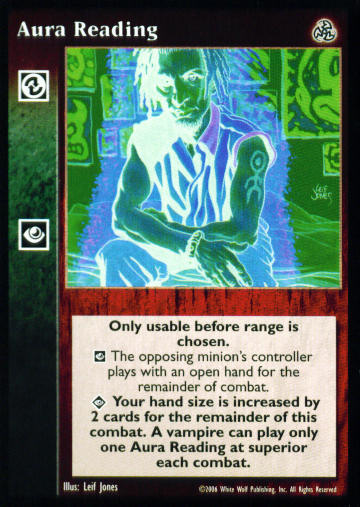 Aura Reading
LEIF
JONES
Only usable before range is
chosen.
The opposing minion's controller
plays with an open hand for the
remainder of combat.
Your hand size is increased by
2 cards for the remainder of this
combat. A vampire can play only
one Aura Reading at superior
each combat.
Illus: Leif Jones
©2006 White Wolf Publishing, Inc. All Rights Reserved